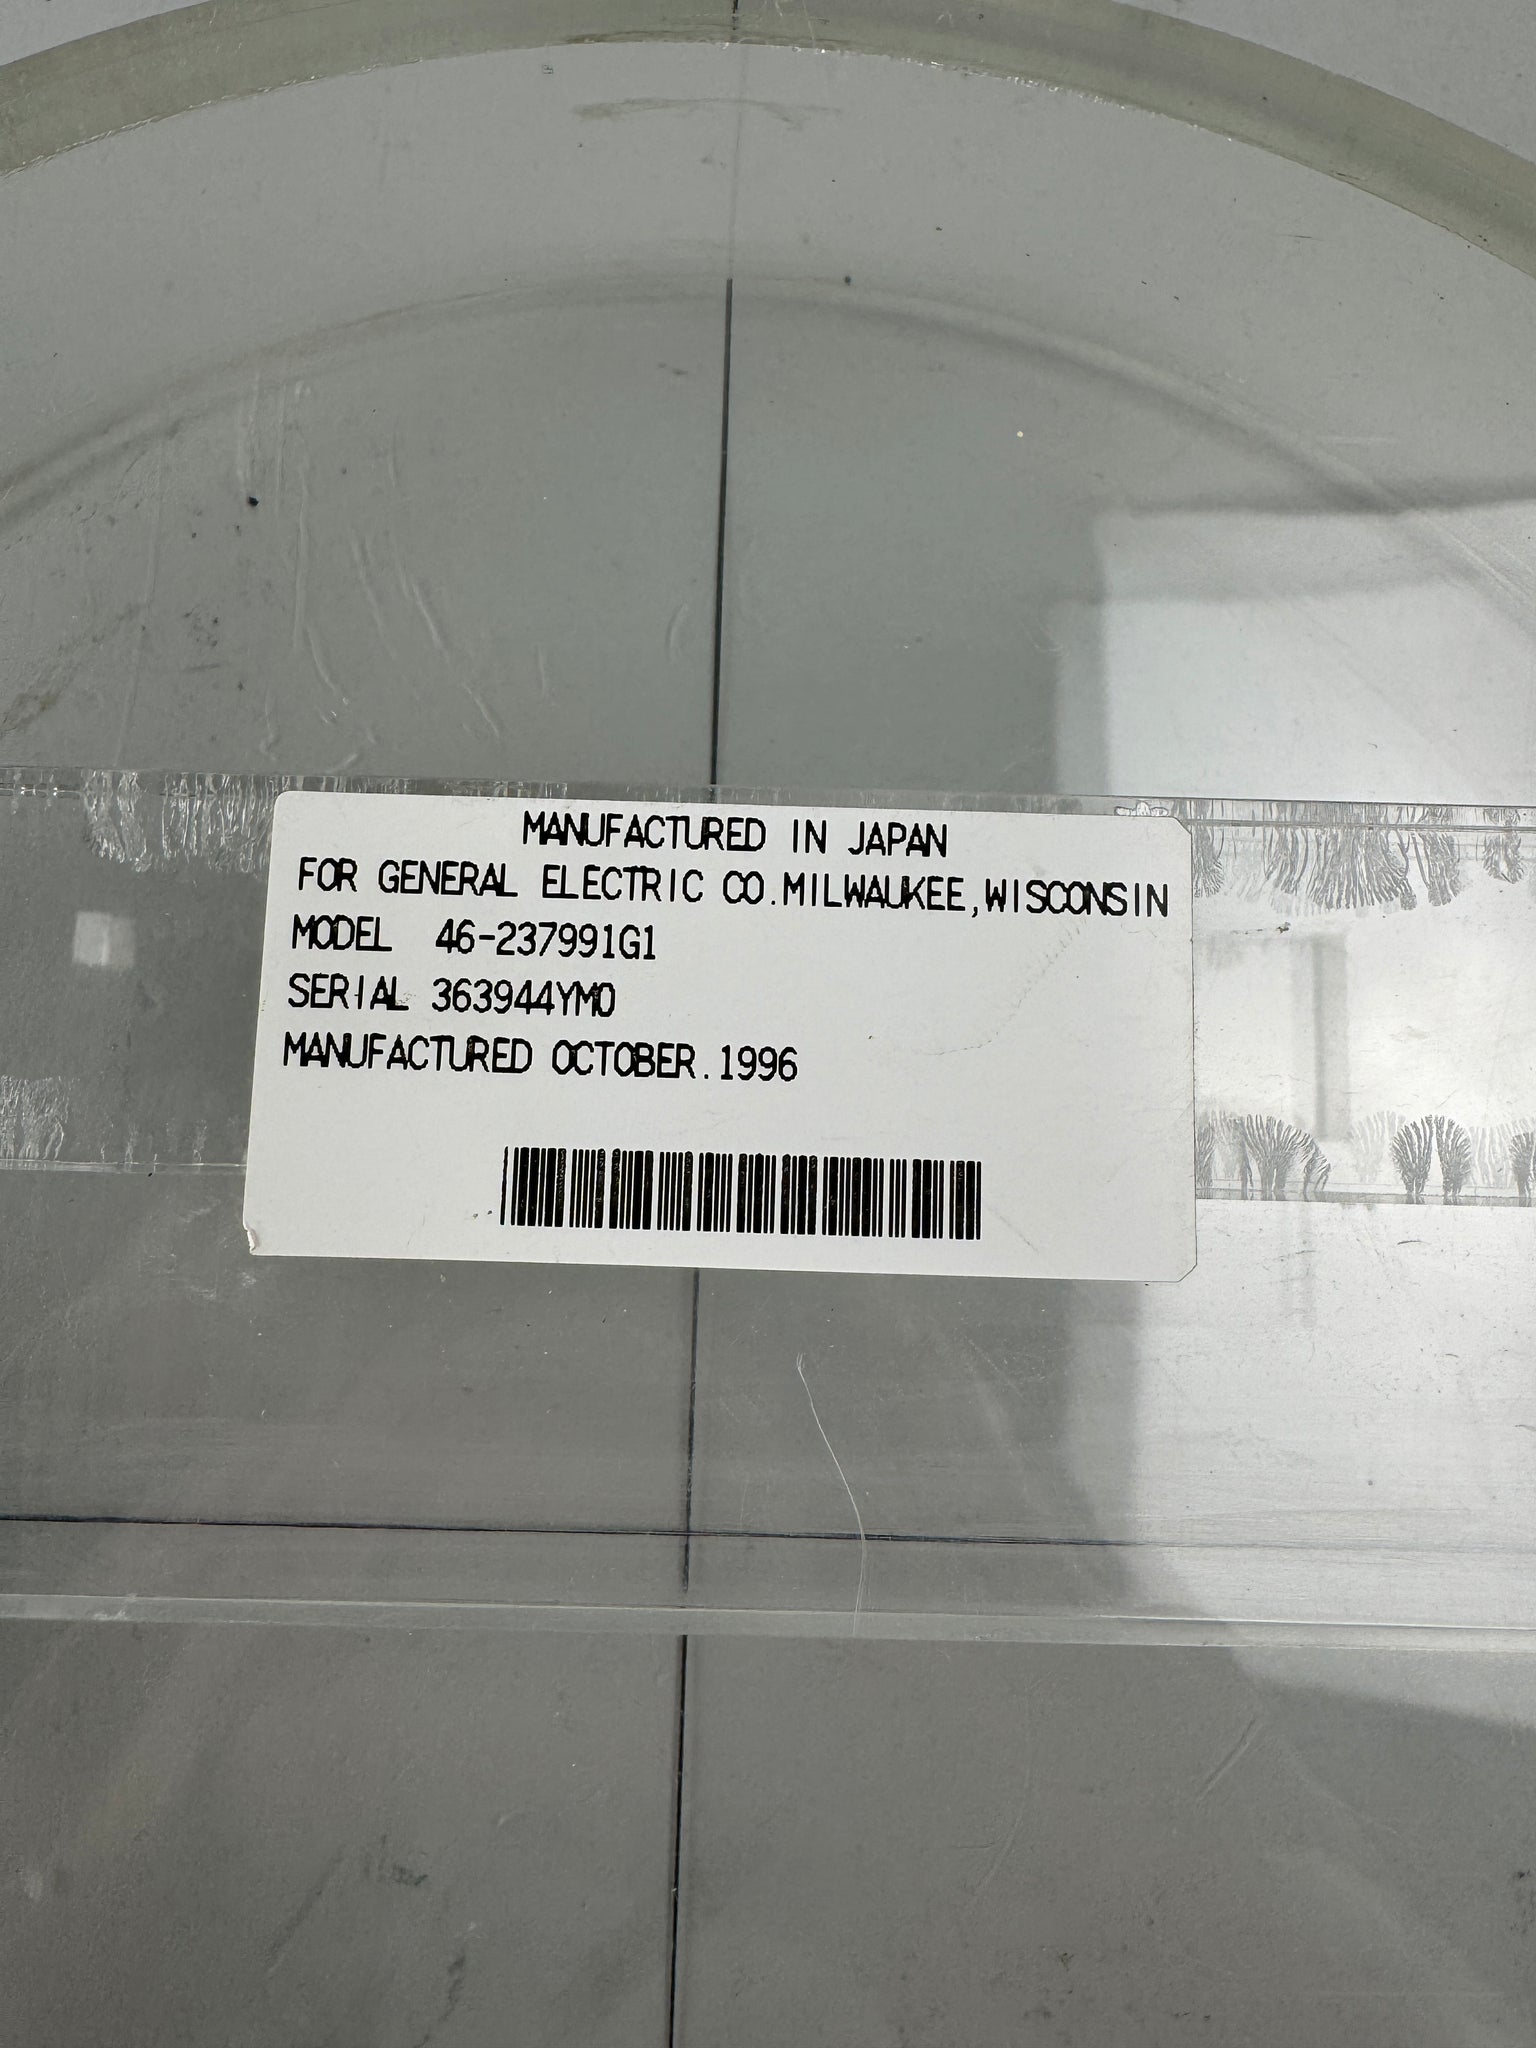 MANUFACTURED IN JAPAN
FOR GENERAL ELECTRIC CO.MILWAUKEE,WISCONSIN
MODEL 46-237991G1
SERIAL 363944YM0
MANUFACTURED OCTOBER.1996